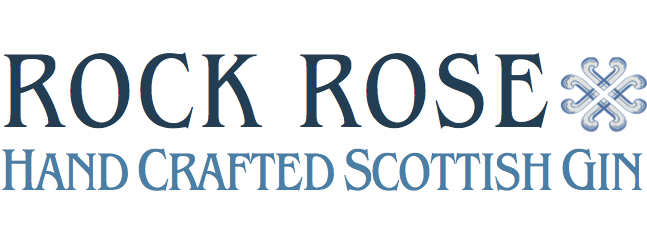 ROCK ROSE
HAND CRAFTED SCOTTISH GIN